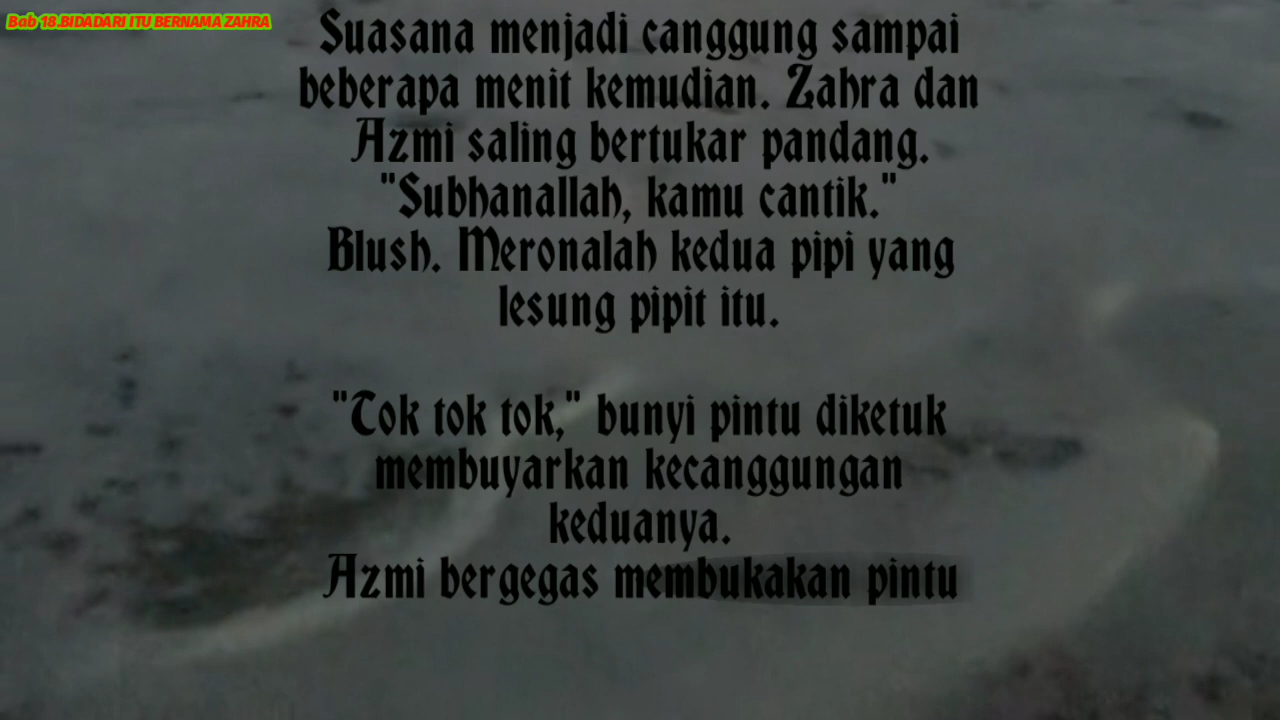 Bab 18.BIDADARI ITU BERNAMA ZAHRA
Suasana menjadi canggung sampai
beberapa menit kemudian. Zahra dan
Azmi saling bertukar pandang.
"Subhanallah, kamu cantik."
Blush. Meronalah kedua pipi yang
lesung pipit itu.
"Tok tok tok," bunyi pintu diketuk
membuyarkan kecanggungan
keduanya.
Azmi bergegas membukakan pintu